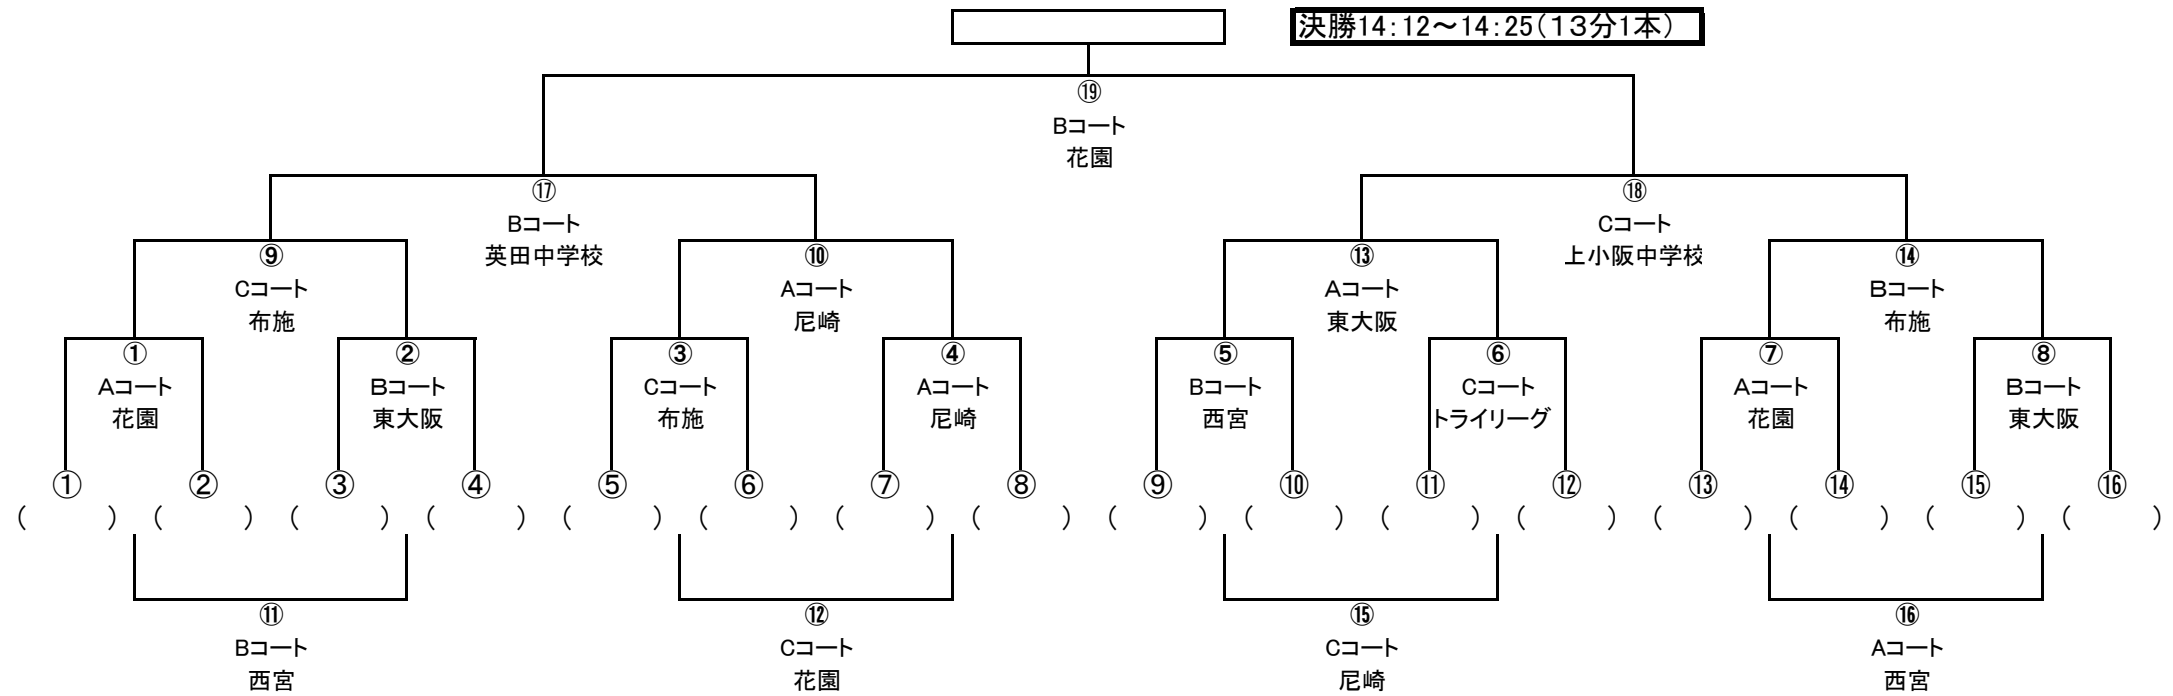 決勝14:12～14:25(13分1本)
⑲
Bコート
花園
⑰
Bコート
英田中学校
⑱
Cコート
上小阪中学校
⑨
Cコート
布施
⑩
Aコート
尼崎
⑬
Aコート
東大阪
⑭
Bコート
布施
①
Aコート
花園
②
Bコート
東大阪
③
Cコート
布施
④
Aコート
尼崎
⑤
Bコート
西宮
⑥
Cコート
トライリーグ
⑦
Aコート
花園
⑧
Bコート
東大阪
① ② ③ ④ ⑤ ⑥ ⑦ ⑧ ⑨ ⑩ ⑪ ⑫ ⑬ ⑭ ⑮ ⑯
( ) ( ) ( ) ( ) ( ) ( ) ( ) ( ) ( ) ( ) ( ) ( ) ( ) ( ) ( ) ( )
⑪
Bコート
西宮
⑫
Cコート
花園
⑮
Cコート
尼崎
⑯
Aコート
西宮